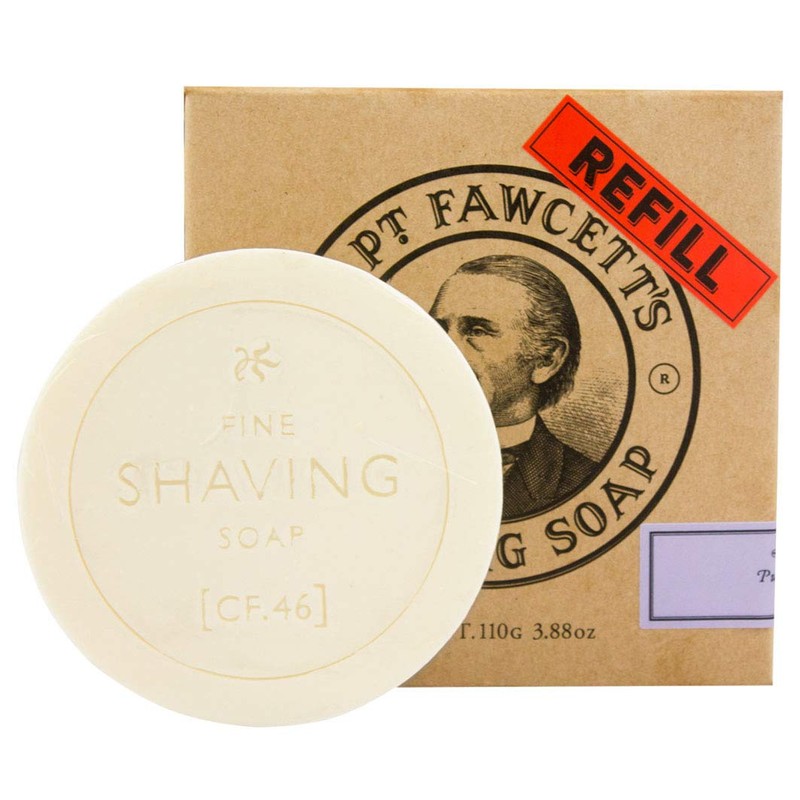 PT. FAWCETT'S
REFILL
®
G SOAP
FINE
SHAVING
SOAP
[CF.46]
T.110G 3.88oz